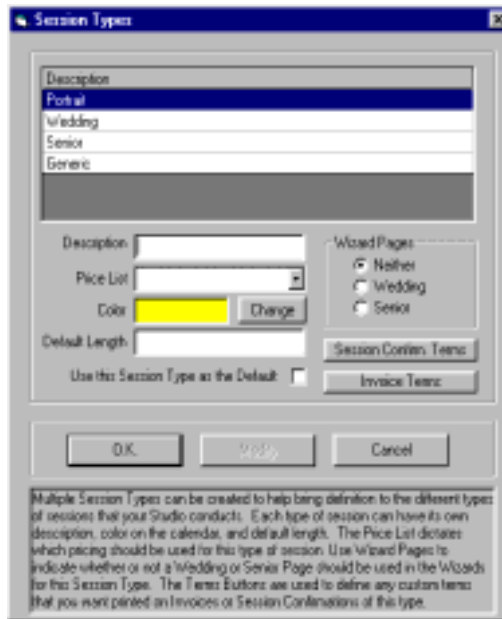 Session Types
Description
Portrait
Wedding
Senior
Generic
Description
Wizard Pages
Neither
Price List
Wedding
Color
Change
Senior
Default Length
Session Confirm. Terms
Use this Session Type as the Default
Invoice Terms
O.K.
Modify
Cancel
Multiple Session Types can be created to help bring definition to the different types
of sessions that your Studio conducts. Each type of session can have its own
description, color on the calendar, and default length. The Price List dictates
which pricing should be used for this type of session. Use Wizard Pages to
indicate whether or not a Wedding or Senior Page should be used in the Wizards
for this Session Type. The Terms Buttons are used to define any custom terms
that you want printed on Invoices or Session Confirmations of this type.